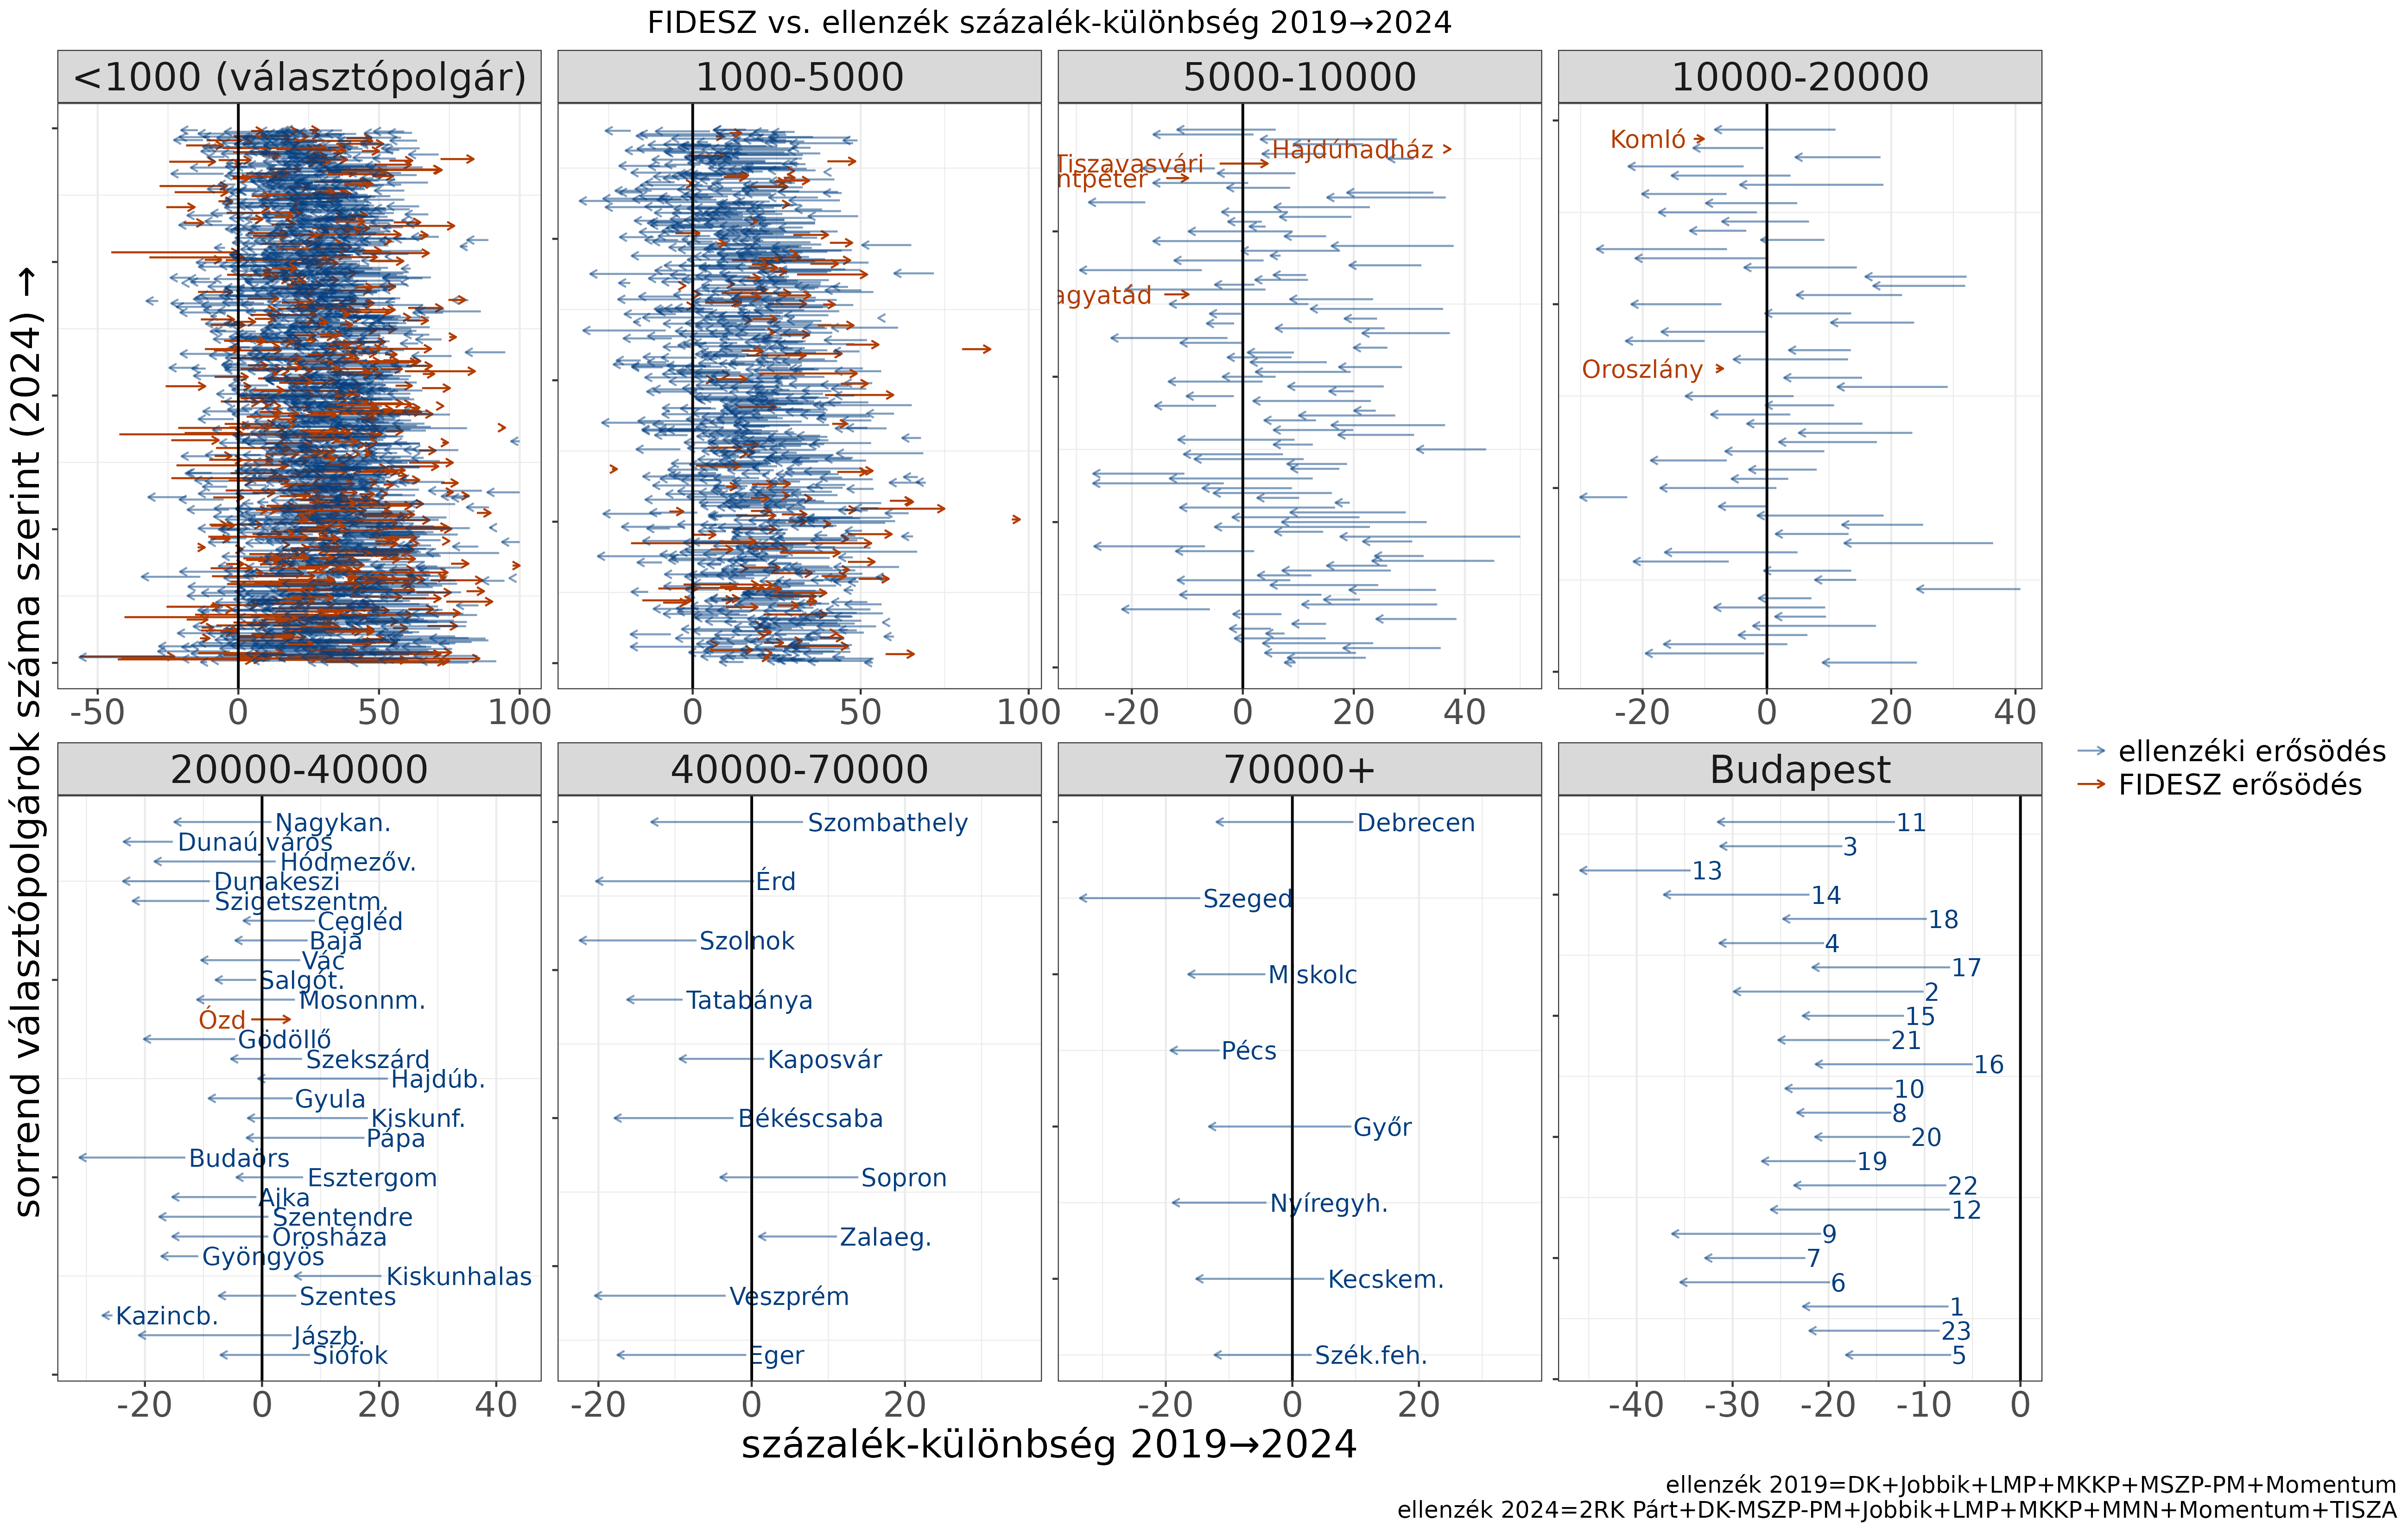 FIDESZ vs. ellenzék százalék-különbség 2019→2024
<1000 (választópolgár)
1000-5000
5000-10000
10000-20000
Komló
Hajdúhadház
Tiszavasvári
ntpéter
agyatád
Oroszlány
-50 0 50 100
0 50 100
-20 0 20 40
-20 0 20 40
sorrend választópolgárok száma szerint (2024) →
20000-40000
40000-70000
70000+
Budapest
Nagykan.
Dunaú város
Hódmezőv.
Dunakeszi
Szigetszentm.
Cegléd
Baja
Vác
Salgót.
Mosonnm.
Ózd
Gödöllő
Szekszárd
Hajdúb.
Gyula
Kiskunf.
Pápa
Budaörs
Esztergom
Ajka
Szentendre
Orosháza
Gyöngyös
Kiskunhalas
Szentes
Kazincb.
Jászb.
Siófok
Szombathely
Érd
Szolnok
Tatabánya
Kaposvár
Békéscsaba
Sopron
Zalaeg.
Veszprém
Eger
Debrecen
Szeged
Miskolc
Pécs
Győr
Nyíregyh.
Kecskem.
Szék.feh.
11
3
13
14
18
4
17
2
15
21
16
10
8
20
19
22
12
9
7
6
1
23
5
-20 0 20 40
-20 0 20
-20 0 20
-40 -30 -20 -10 0
százalék-különbség 2019→2024
ellenzéki erősödés
FIDESZ erősödés
ellenzék 2019=DK+Jobbik+LMP+MKKP+MSZP-PM+Momentum
ellenzék 2024=2RK Párt+DK-MSZP-PM+Jobbik+LMP+MKKP+MMN+Momentum+TISZA